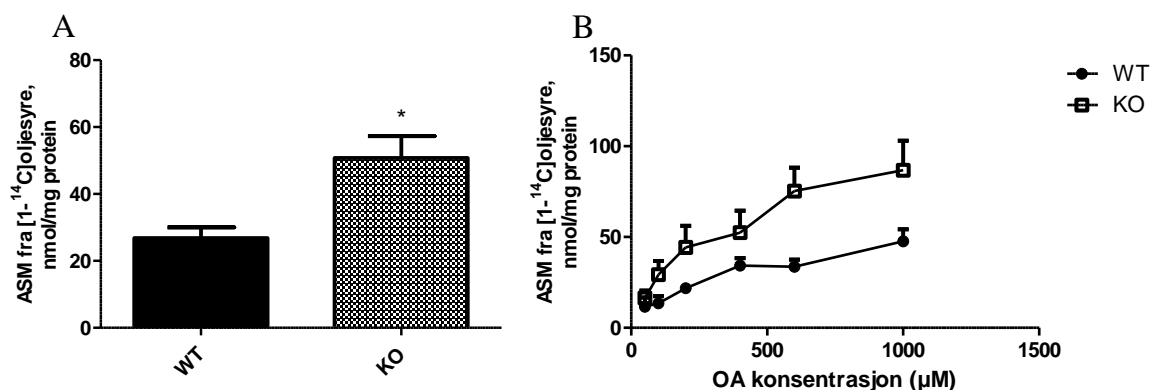 A
ASM fra [1-¹⁴C]oljesyre,
nmol/mg protein
80
60
40
20
0
*
WT
KO
B
ASM fra [1-¹⁴C]oljesyre,
nmol/mg protein
150
100
50
0
0
500
1000
1500
OA konsentrasjon (µM)
WT
KO